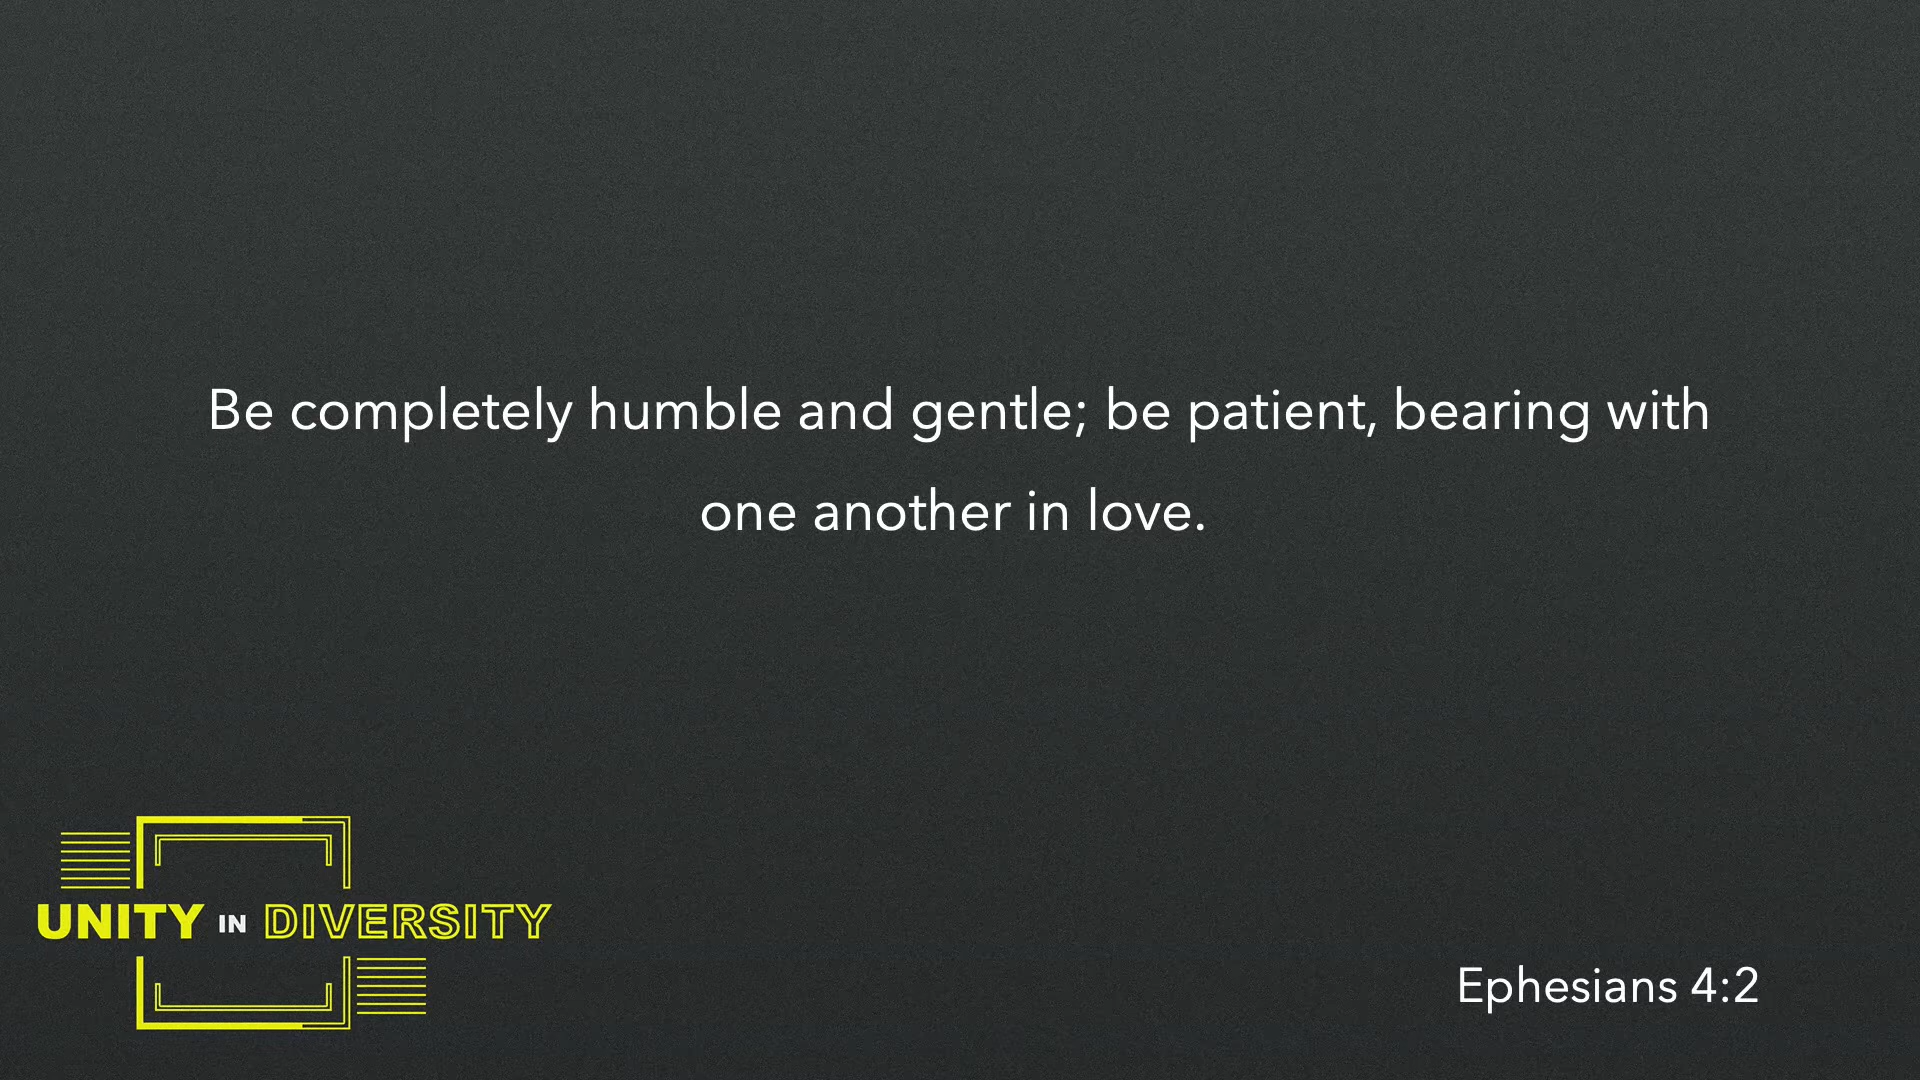 Be completely humble and gentle; be patient, bearing with
one another in love.
UNITY IN DIVERSITY
Ephesians 4:2